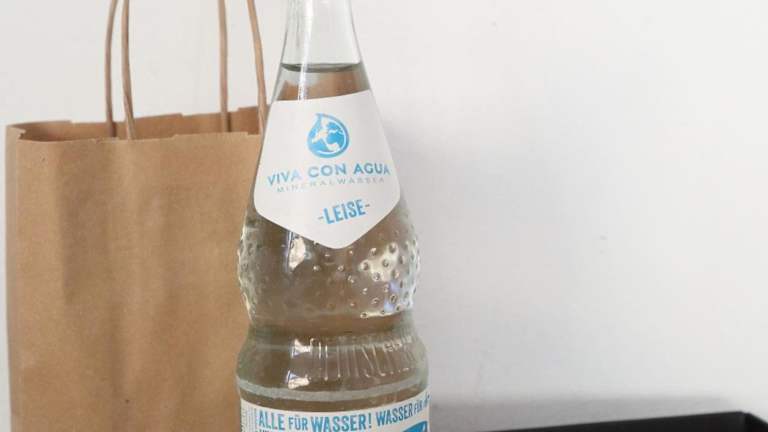 VIVA CON AGUA
MINERALWASSER
-LEISE-
ALLE FÜR WASSER! WASSER FÜR